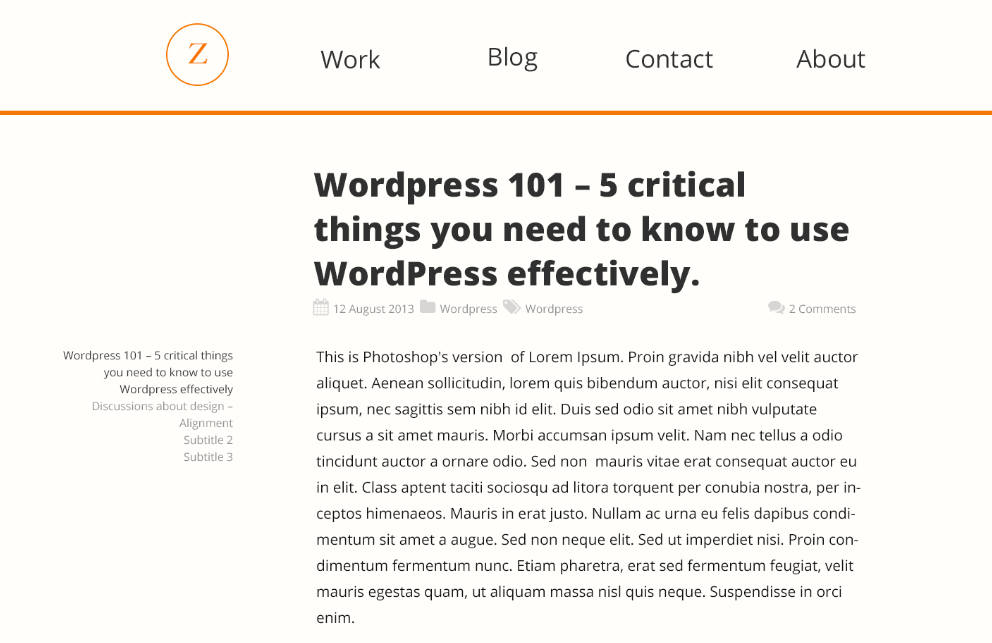 Z
Work Blog Contact About
Wordpress 101 – 5 critical
things you need to know to use
WordPress effectively.
12 August 2013 Wordpress Wordpress 2 Comments
Wordpress 101 – 5 critical things
you need to know to use
Wordpress effectively
Discussions about design –
Alignment
Subtitle 2
Subtitle 3
This is Photoshop's version  of Lorem Ipsum. Proin gravida nibh vel velit auctor
aliquet. Aenean sollicitudin, lorem quis bibendum auctor, nisi elit consequat
ipsum, nec sagittis sem nibh id elit. Duis sed odio sit amet nibh vulputate
cursus a sit amet mauris. Morbi accumsan ipsum velit. Nam nec tellus a odio
tincidunt auctor a ornare odio. Sed non  mauris vitae erat consequat auctor eu
in elit. Class aptent taciti sociosqu ad litora torquent per conubia nostra, per in-
ceptos himenaeos. Mauris in erat justo. Nullam ac urna eu felis dapibus condi-
mentum sit amet a augue. Sed non neque elit. Sed ut imperdiet nisi. Proin con-
dimentum fermentum nunc. Etiam pharetra, erat sed fermentum feugiat, velit
mauris egestas quam, ut aliquam massa nisl quis neque. Suspendisse in orci
enim.